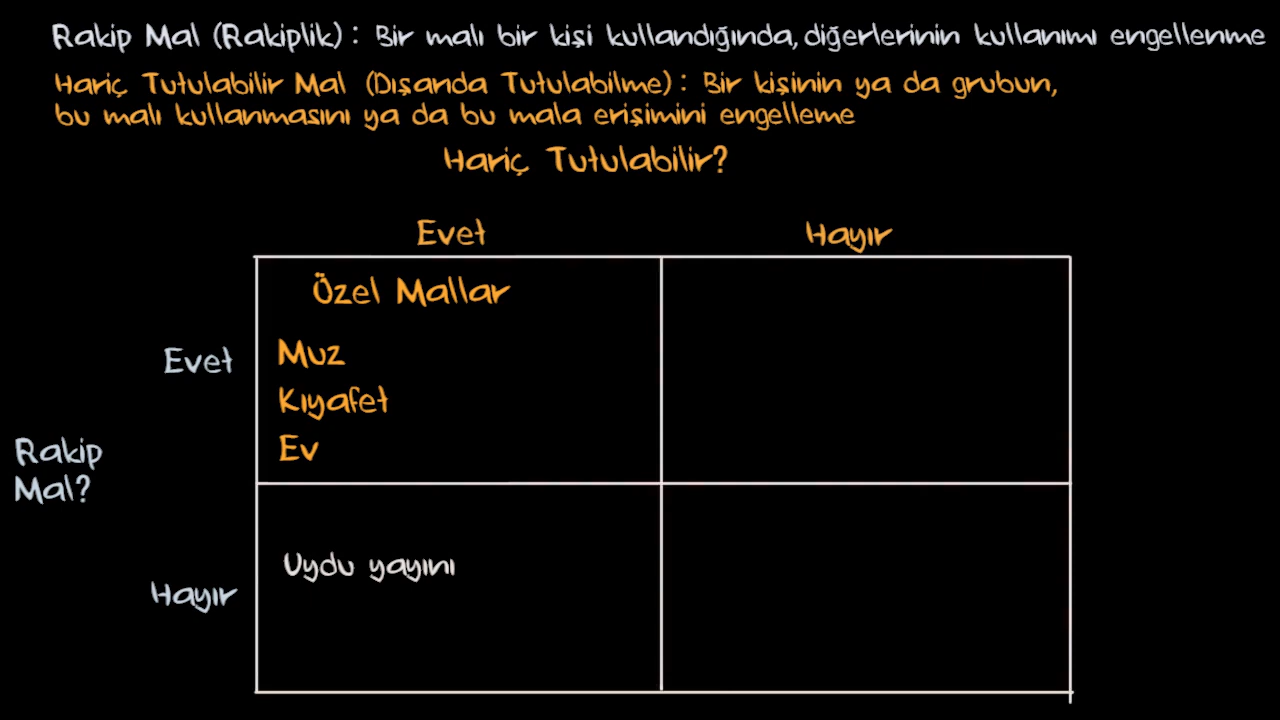 Rakip Mal (Rakiplik) : Bir malı bir kişi kullandığında, diğerlerinin kullanımı engellenme
Hariç Tutulabilir Mal (Dışarıda Tutulabilme) : Bir kişinin ya da grubun,
bu malı kullanmasını ya da bu mala erişimini engelleme
Hariç Tutulabilir?
Evet
Hayır
Özel Mallar
Evet
Muz
Kıyafet
Ev
Rakip
Mal?
Uydu yayını
Hayır